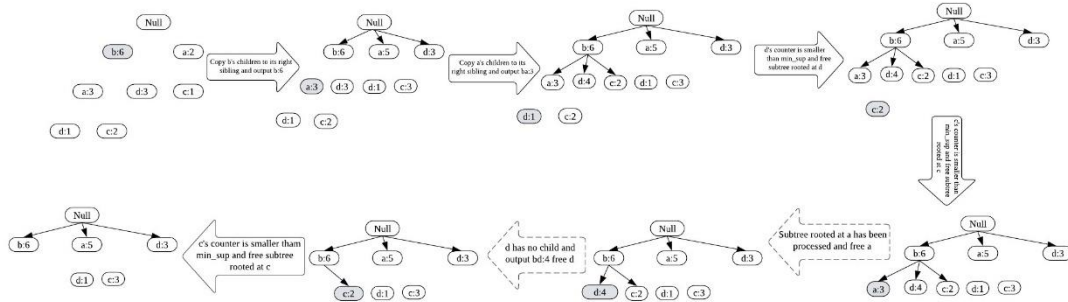 Null
b:6 a:2
a:3 d:3 c:1
d:1 c:2
Copy b's children to its right
sibling and output b:6
Null
b:6 a:5 d:3
a:3 d:3 d:1 c:3
d:1 c:2
Copy a's children to its
right sibling and output ba:3
Null
b:6 a:5 d:3
a:3 d:4 c:2 d:1 c:3
d:1 c:2
d's counter is smaller
than min_sup and free
subtree rooted at d
Null
b:6 a:5 d:3
a:3 d:4 c:2 d:1 c:3
c:2
c's counter is smaller than
min_sup and free subtree
rooted at c
Null
b:6 a:5 d:3
a:3 d:4 c:2 d:1 c:3
Subtree rooted at a has been
processed and free a
Null
b:6 a:5 d:3
d:4 c:2 d:1 c:3
d has no child and
output bd:4 free d
Null
b:6 a:5 d:3
c:2 d:1 c:3
c's counter is smaller tham
min_sup and free subtree
rooted at c
Null
b:6 a:5 d:3
d:1 c:3